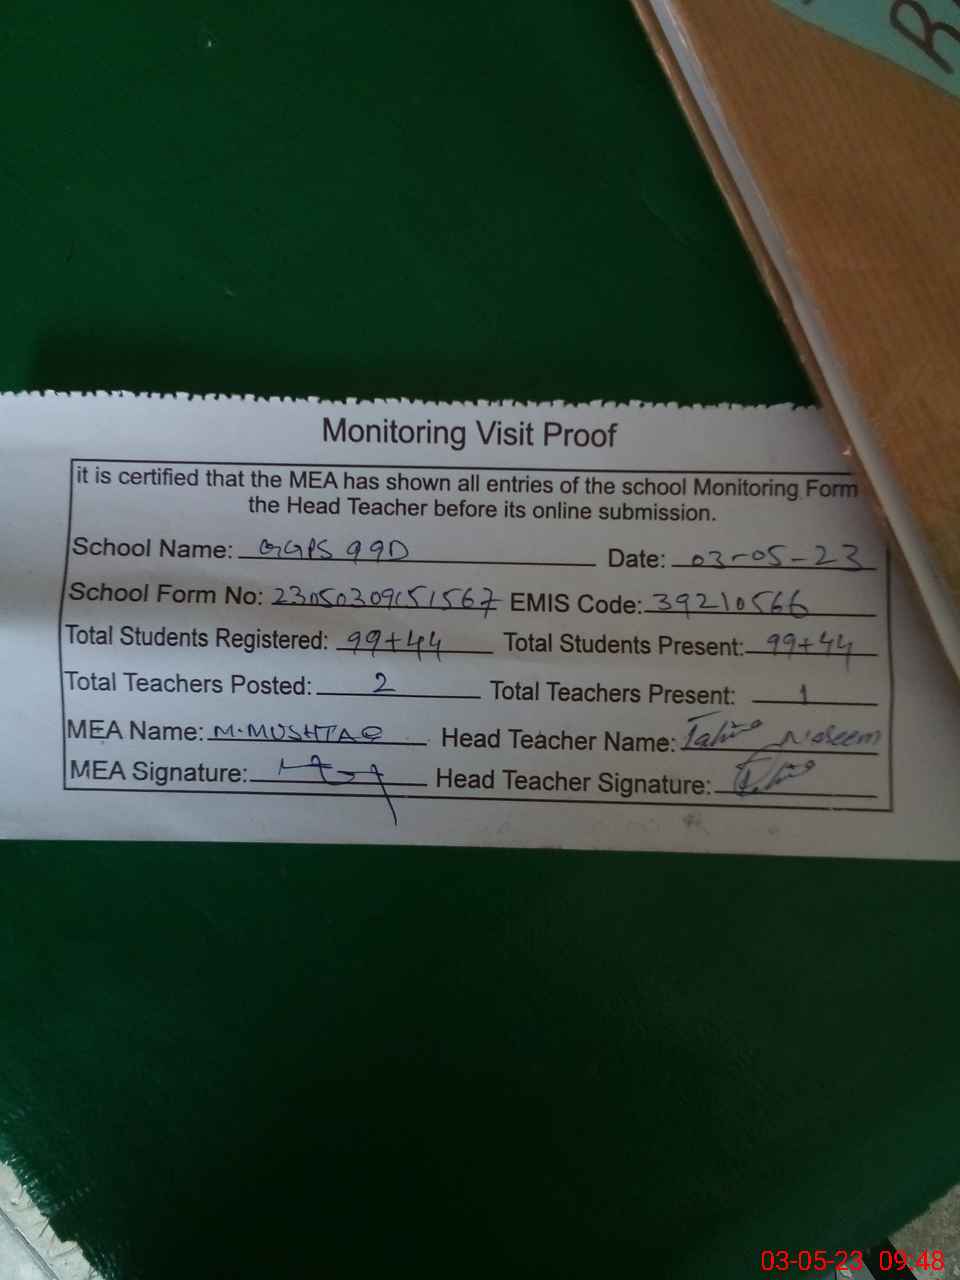 B
Monitoring Visit Proof
it is certified that the MEA has shown all entries of the school Monitoring Form
the Head Teacher before its online submission.
School Name: GGPS 99D Date: 03-05-23
School Form No: 23050309151567 EMIS Code: 39210566
Total Students Registered: 99+44 Total Students Present: 99+44
Total Teachers Posted: 2 Total Teachers Present: 1
MEA Name: M.MUSHTAQ Head Teacher Name: Naseem
MEA Signature: Head Teacher Signature:
03-05-23 09:48